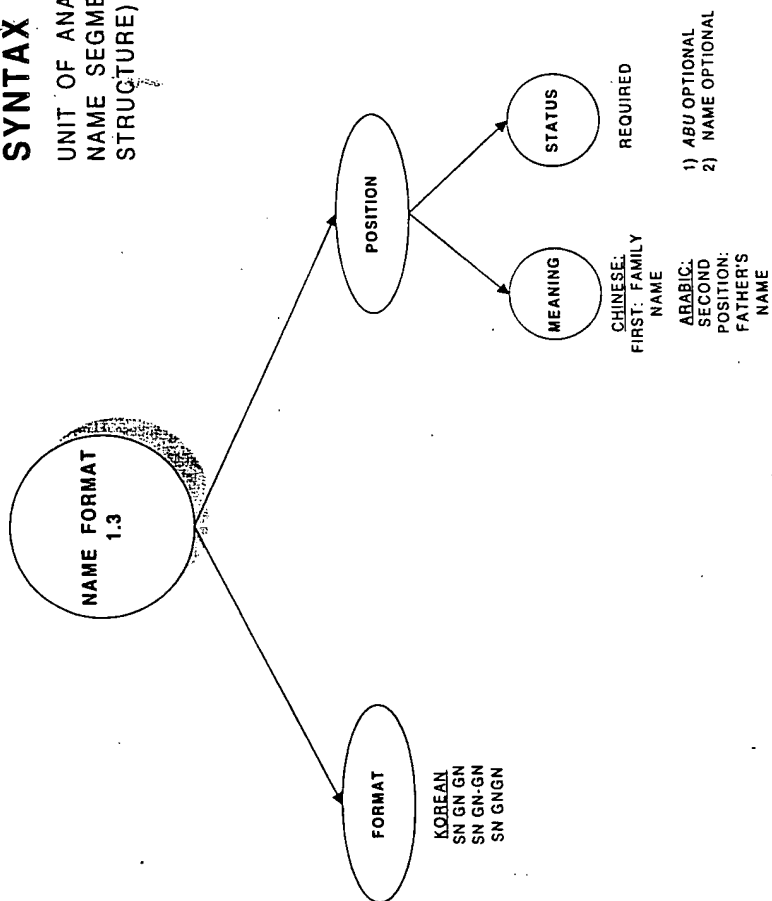 SYNTAX
UNIT OF ANA
NAME SEGME
STRUCTURE)
NAME FORMAT
1.3
FORMAT
KOREAN
SN GN GN
SN GN-GN
SN GNGN
POSITION
MEANING
CHINESE:
FIRST: FAMILY
NAME
ARABIC:
SECOND
POSITION:
FATHER'S
NAME
STATUS
REQUIRED
1) ABU OPTIONAL
2) NAME OPTIONAL